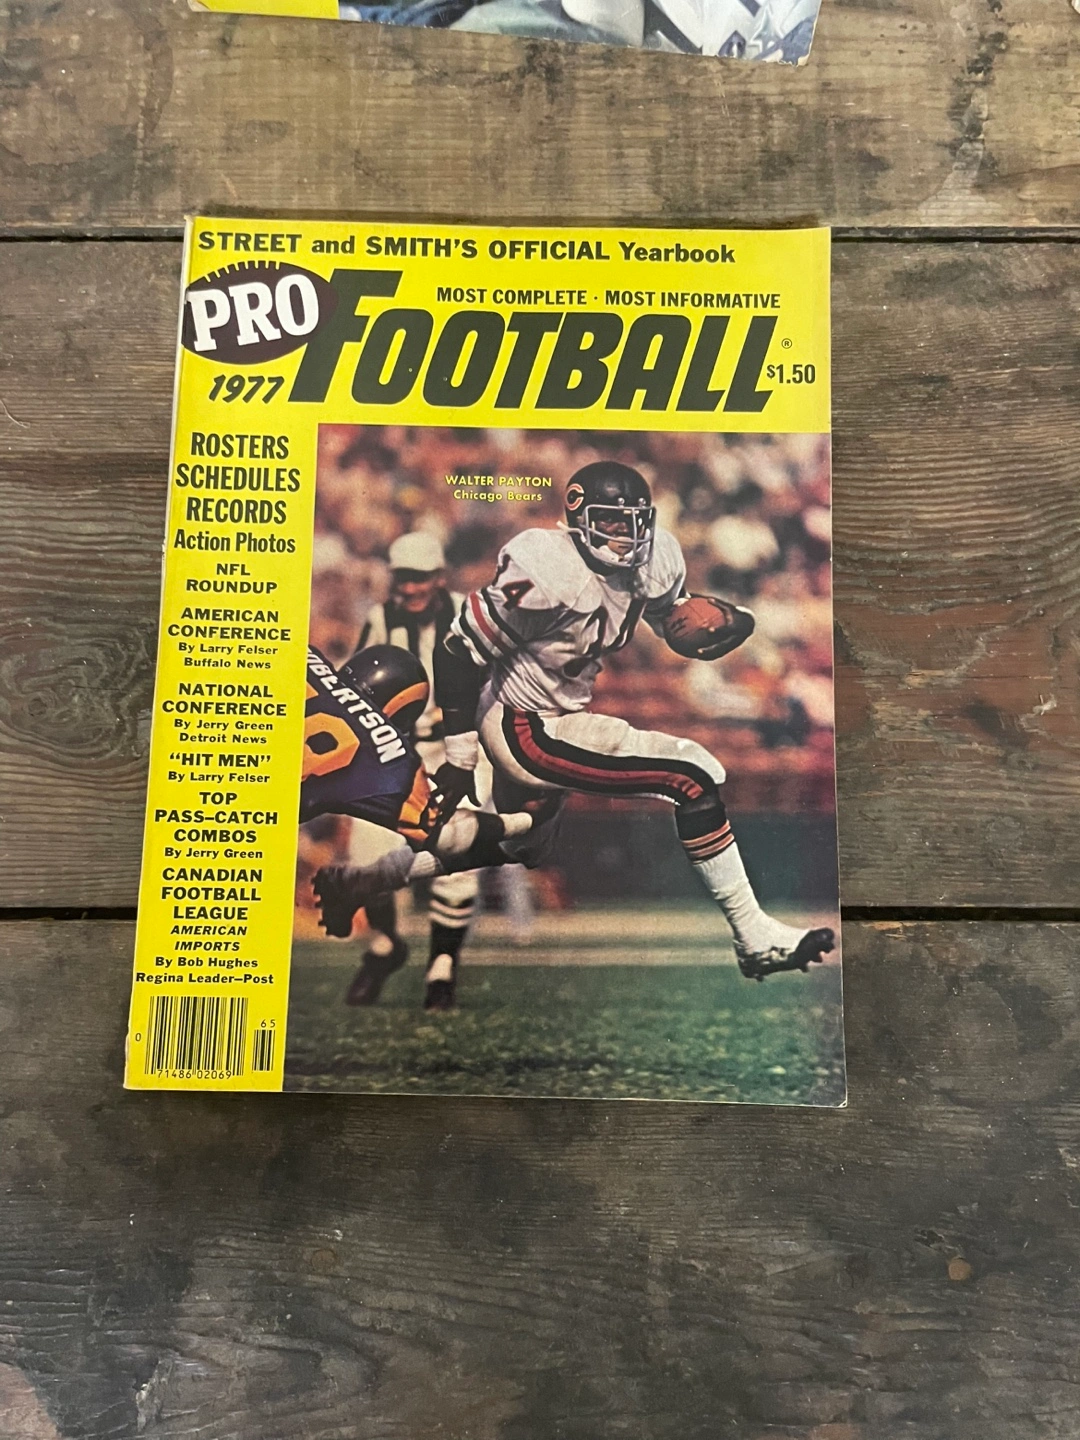 STREET and SMITH'S OFFICIAL Yearbook
PRO
MOST COMPLETE · MOST INFORMATIVE
FOOTBALL®
1977
$1.50
ROSTERS
SCHEDULES
RECORDS
Action Photos
NFL
ROUNDUP
AMERICAN
CONFERENCE
By Larry Felser
Buffalo News
NATIONAL
CONFERENCE
By Jerry Green
Detroit News
“HIT MEN”
By Larry Felser
TOP
PASS–CATCH
COMBOS
By Jerry Green
CANADIAN
FOOTBALL
LEAGUE
AMERICAN
IMPORTS
By Bob Hughes
Regina Leader–Post
0 71486 02069 65
WALTER PAYTON
Chicago Bears
C
34
OBERTSON